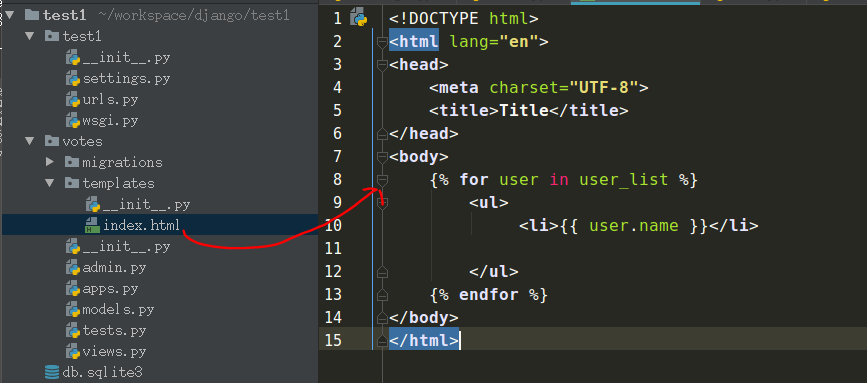 test1 ~/workspace/django/test1
test1
__init__.py
settings.py
urls.py
wsgi.py
votes
migrations
templates
__init__.py
index.html
__init__.py
admin.py
apps.py
models.py
tests.py
views.py
db.sqlite3
1 <!DOCTYPE html>
2 <html lang="en">
3 <head>
4 <meta charset="UTF-8">
5 <title>Title</title>
6 </head>
7 <body>
8 {% for user in user_list %}
9 <ul>
10 <li>{{ user.name }}</li>
11
12 </ul>
13 {% endfor %}
14 </body>
15 </html>